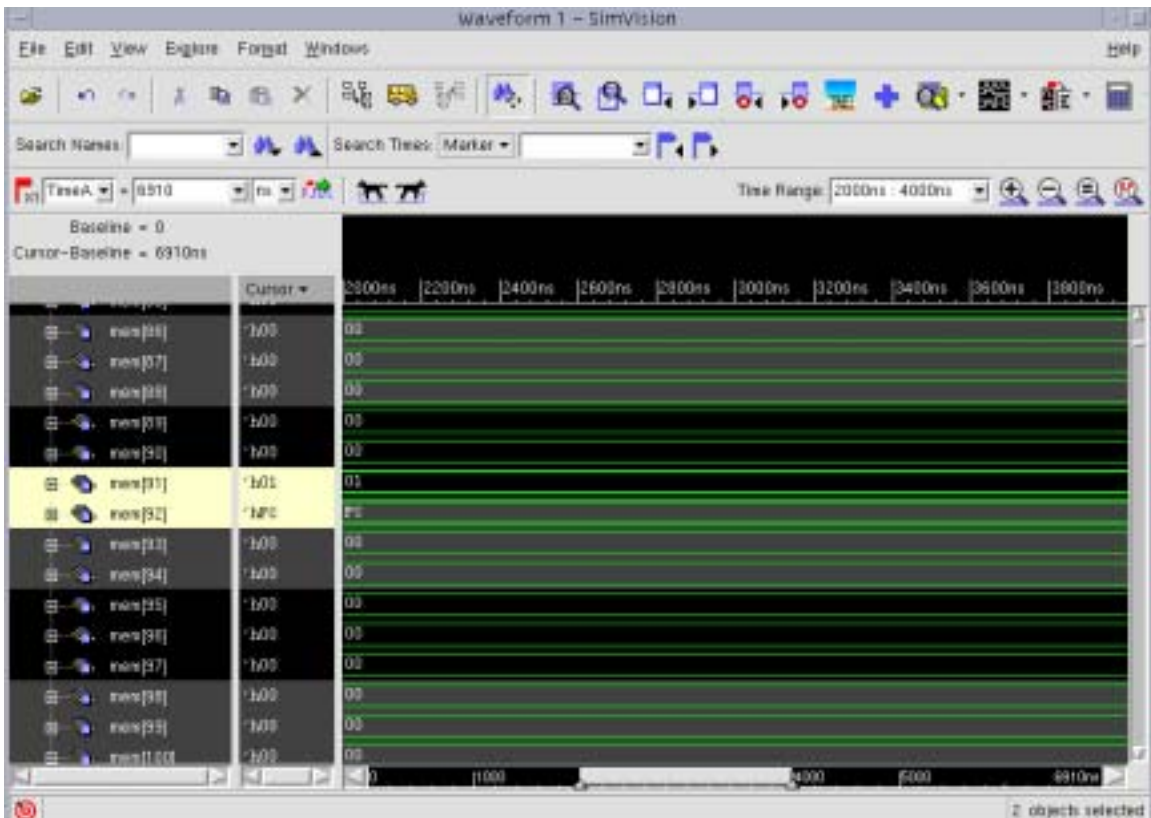 Waveform 1 – SimVision
File Edit View Explore Format Windows Help
Search Names: Search Times: Marker
TimeA = 6910 ns Time Range: 2000ns : 4000ns
Baseline = 0
Cursor-Baseline = 6910ns
Cursor 2000ns 2200ns 2400ns 2600ns 2800ns 3000ns 3200ns 3400ns 3600ns 3800ns
mem[86] 'h00 00
mem[87] 'h00 00
mem[88] 'h00 00
mem[89] 'h00 00
mem[90] 'h00 00
mem[91] 'h01 01
mem[92]
mem[93] 'h00 00
mem[94] 'h00 00
mem[95] 'h00 00
mem[96] 'h00 00
mem[97] 'h00 00
mem[98] 'h00 00
mem[99] 'h00 00
mem[100] 'h00 00
0 1000 4000 5000 6910ns
2 objects selected